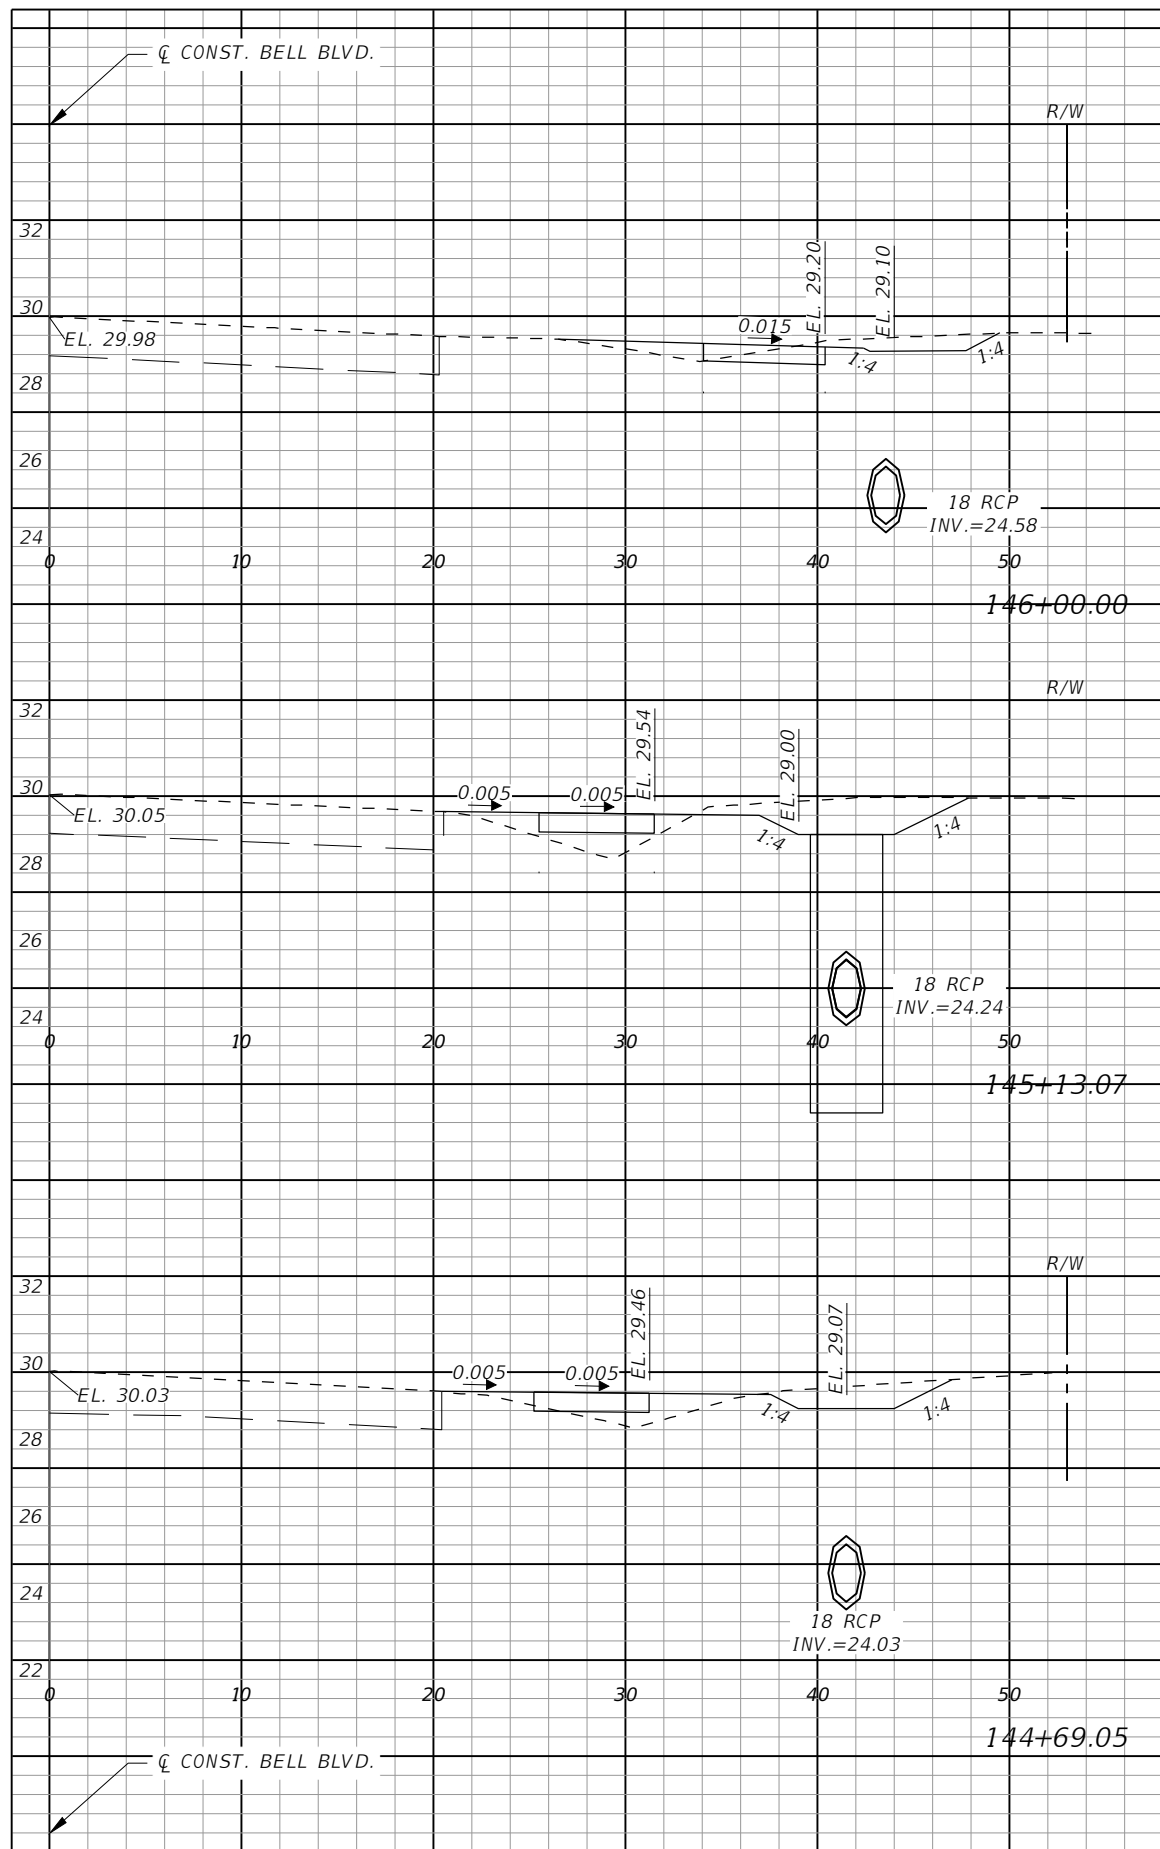 ℄ CONST. BELL BLVD.
R/W
32
EL. 29.20
EL. 29.10
30
0.015
EL. 29.98
1:4
1:4
28
26
18 RCP
INV.=24.58
24
0 10 20 30 40 50
146+00.00
R/W
32
EL. 29.54
EL. 29.00
30
0.005 0.005
EL. 30.05
1:4
1:4
28
26
18 RCP
INV.=24.24
24
0 10 20 30 40 50
145+13.07
R/W
32
EL. 29.46
EL. 29.07
30
0.005 0.005
EL. 30.03
1:4
1:4
28
26
24
18 RCP
INV.=24.03
22
0 10 20 30 40 50
144+69.05
℄ CONST. BELL BLVD.